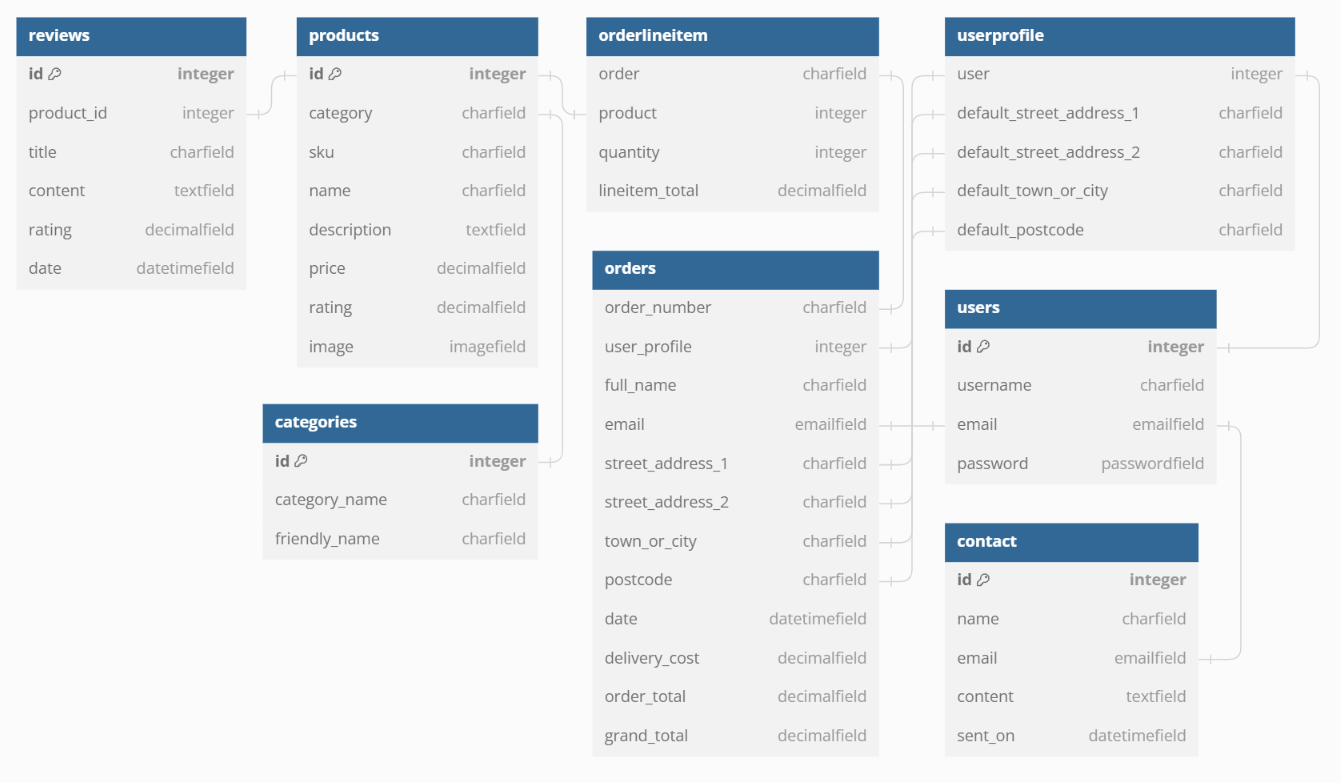 reviews
id integer
product_id integer
title charfield
content textfield
rating decimalfield
date datetimefield
products
id integer
category charfield
sku charfield
name charfield
description textfield
price decimalfield
rating decimalfield
image imagefield
categories
id integer
category_name charfield
friendly_name charfield
orderlineitem
order charfield
product integer
quantity integer
lineitem_total decimalfield
orders
order_number charfield
user_profile integer
full_name charfield
email emailfield
street_address_1 charfield
street_address_2 charfield
town_or_city charfield
postcode charfield
date datetimefield
delivery_cost decimalfield
order_total decimalfield
grand_total decimalfield
userprofile
user integer
default_street_address_1 charfield
default_street_address_2 charfield
default_town_or_city charfield
default_postcode charfield
users
id integer
username charfield
email emailfield
password passwordfield
contact
id integer
name charfield
email emailfield
content textfield
sent_on datetimefield